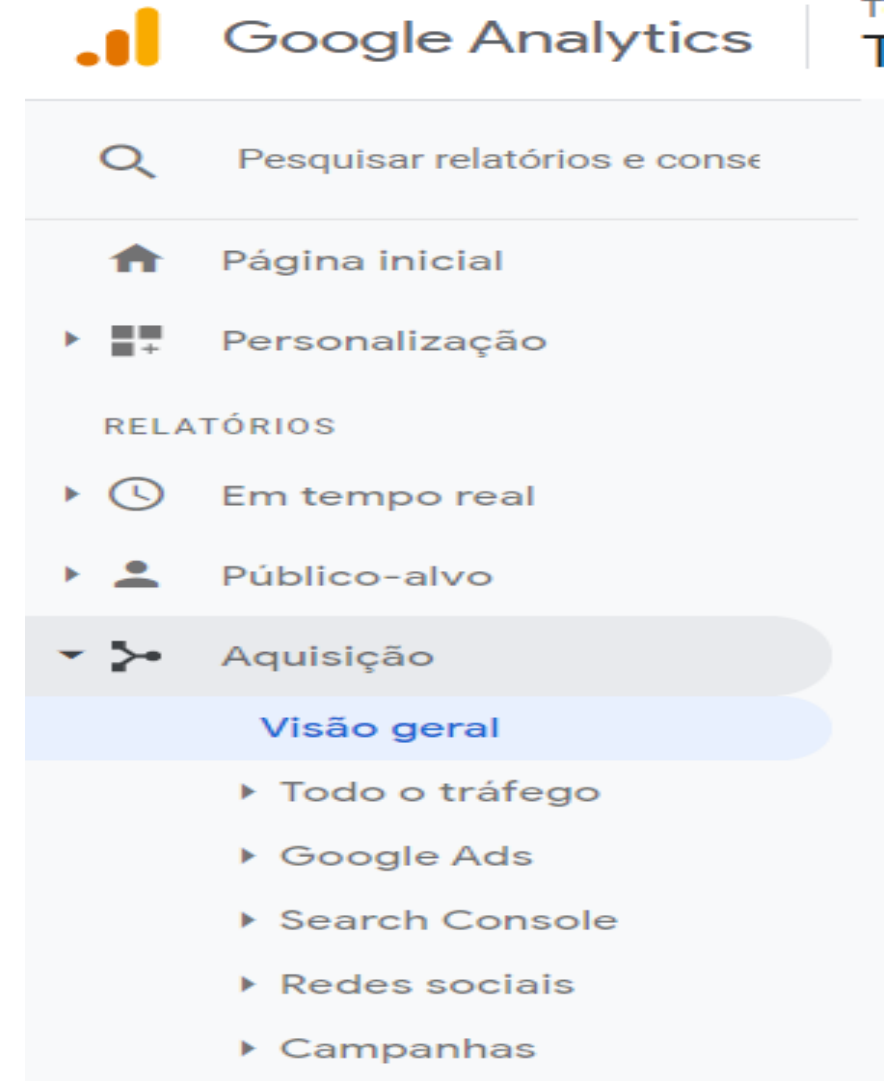 Google Analytics
Pesquisar relatórios e conse
Página inicial
Personalização
RELATÓRIOS
Em tempo real
Público-alvo
Aquisição
Visão geral
Todo o tráfego
Google Ads
Search Console
Redes sociais
Campanhas